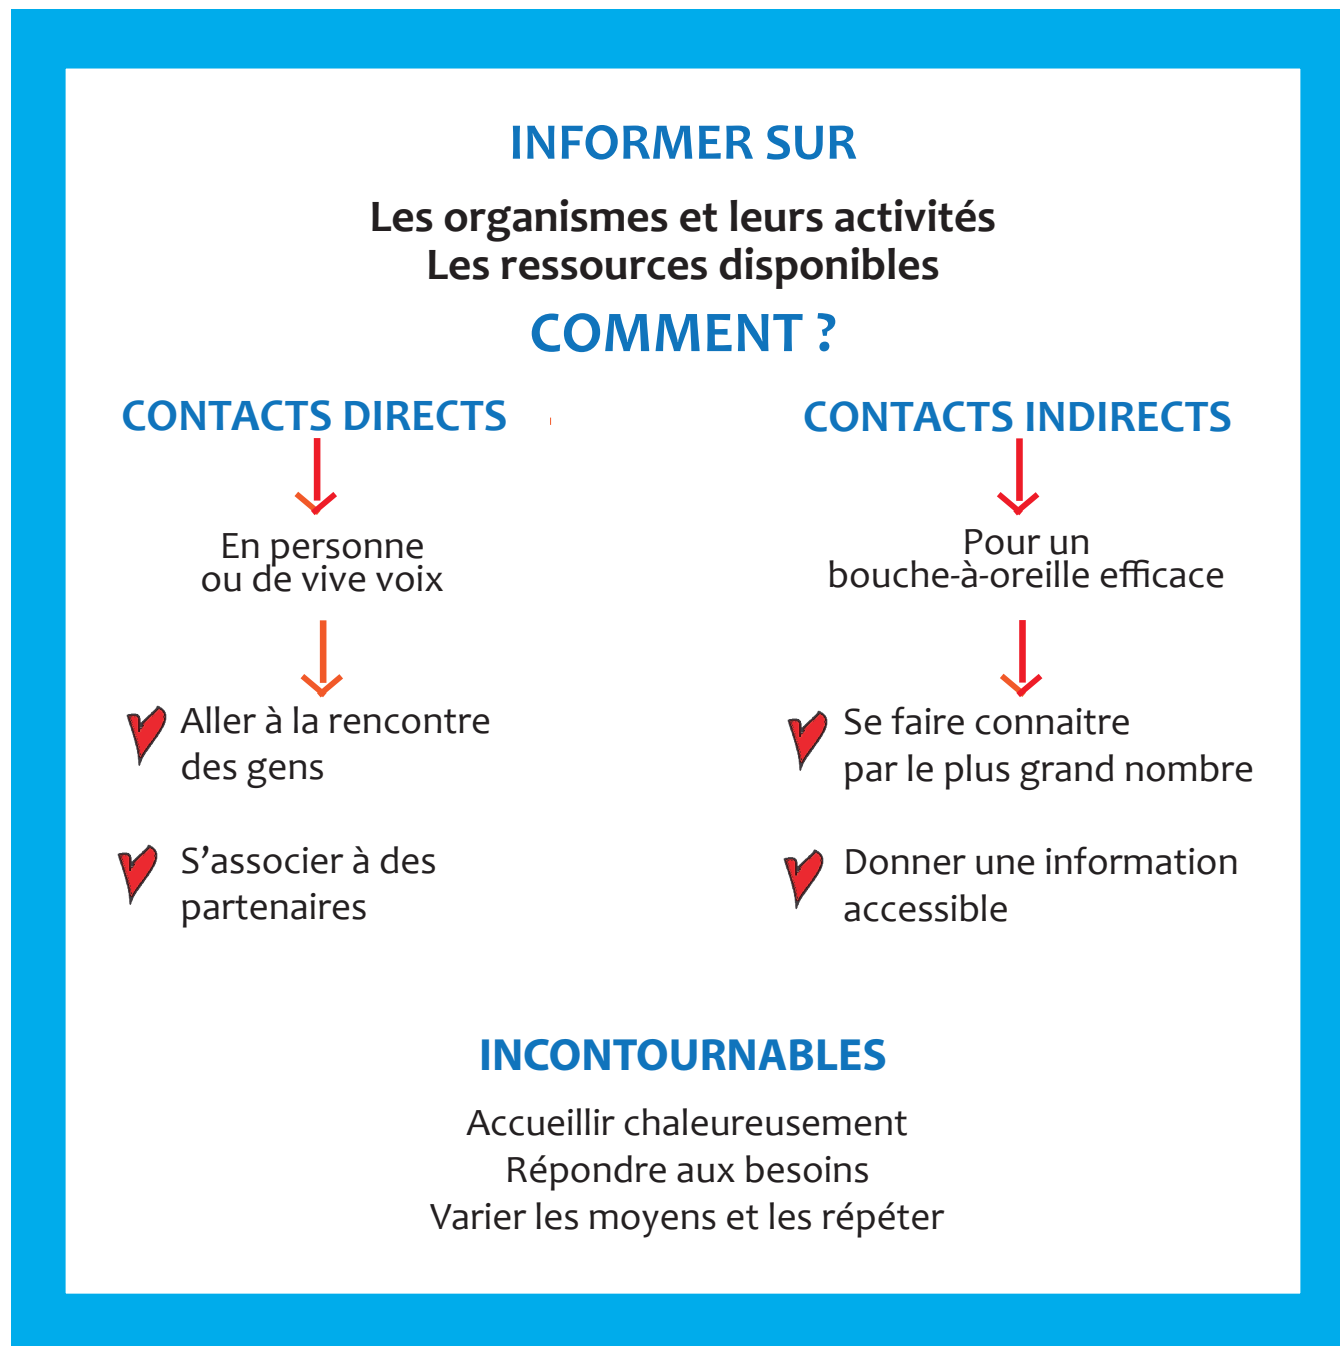 INFORMER SUR
Les organismes et leurs activités
Les ressources disponibles
COMMENT ?
CONTACTS DIRECTS
En personne
ou de vive voix
Aller à la rencontre
des gens
S’associer à des
partenaires
CONTACTS INDIRECTS
Pour un
bouche-à-oreille efficace
Se faire connaitre
par le plus grand nombre
Donner une information
accessible
INCONTOURNABLES
Accueillir chaleureusement
Répondre aux besoins
Varier les moyens et les répéter